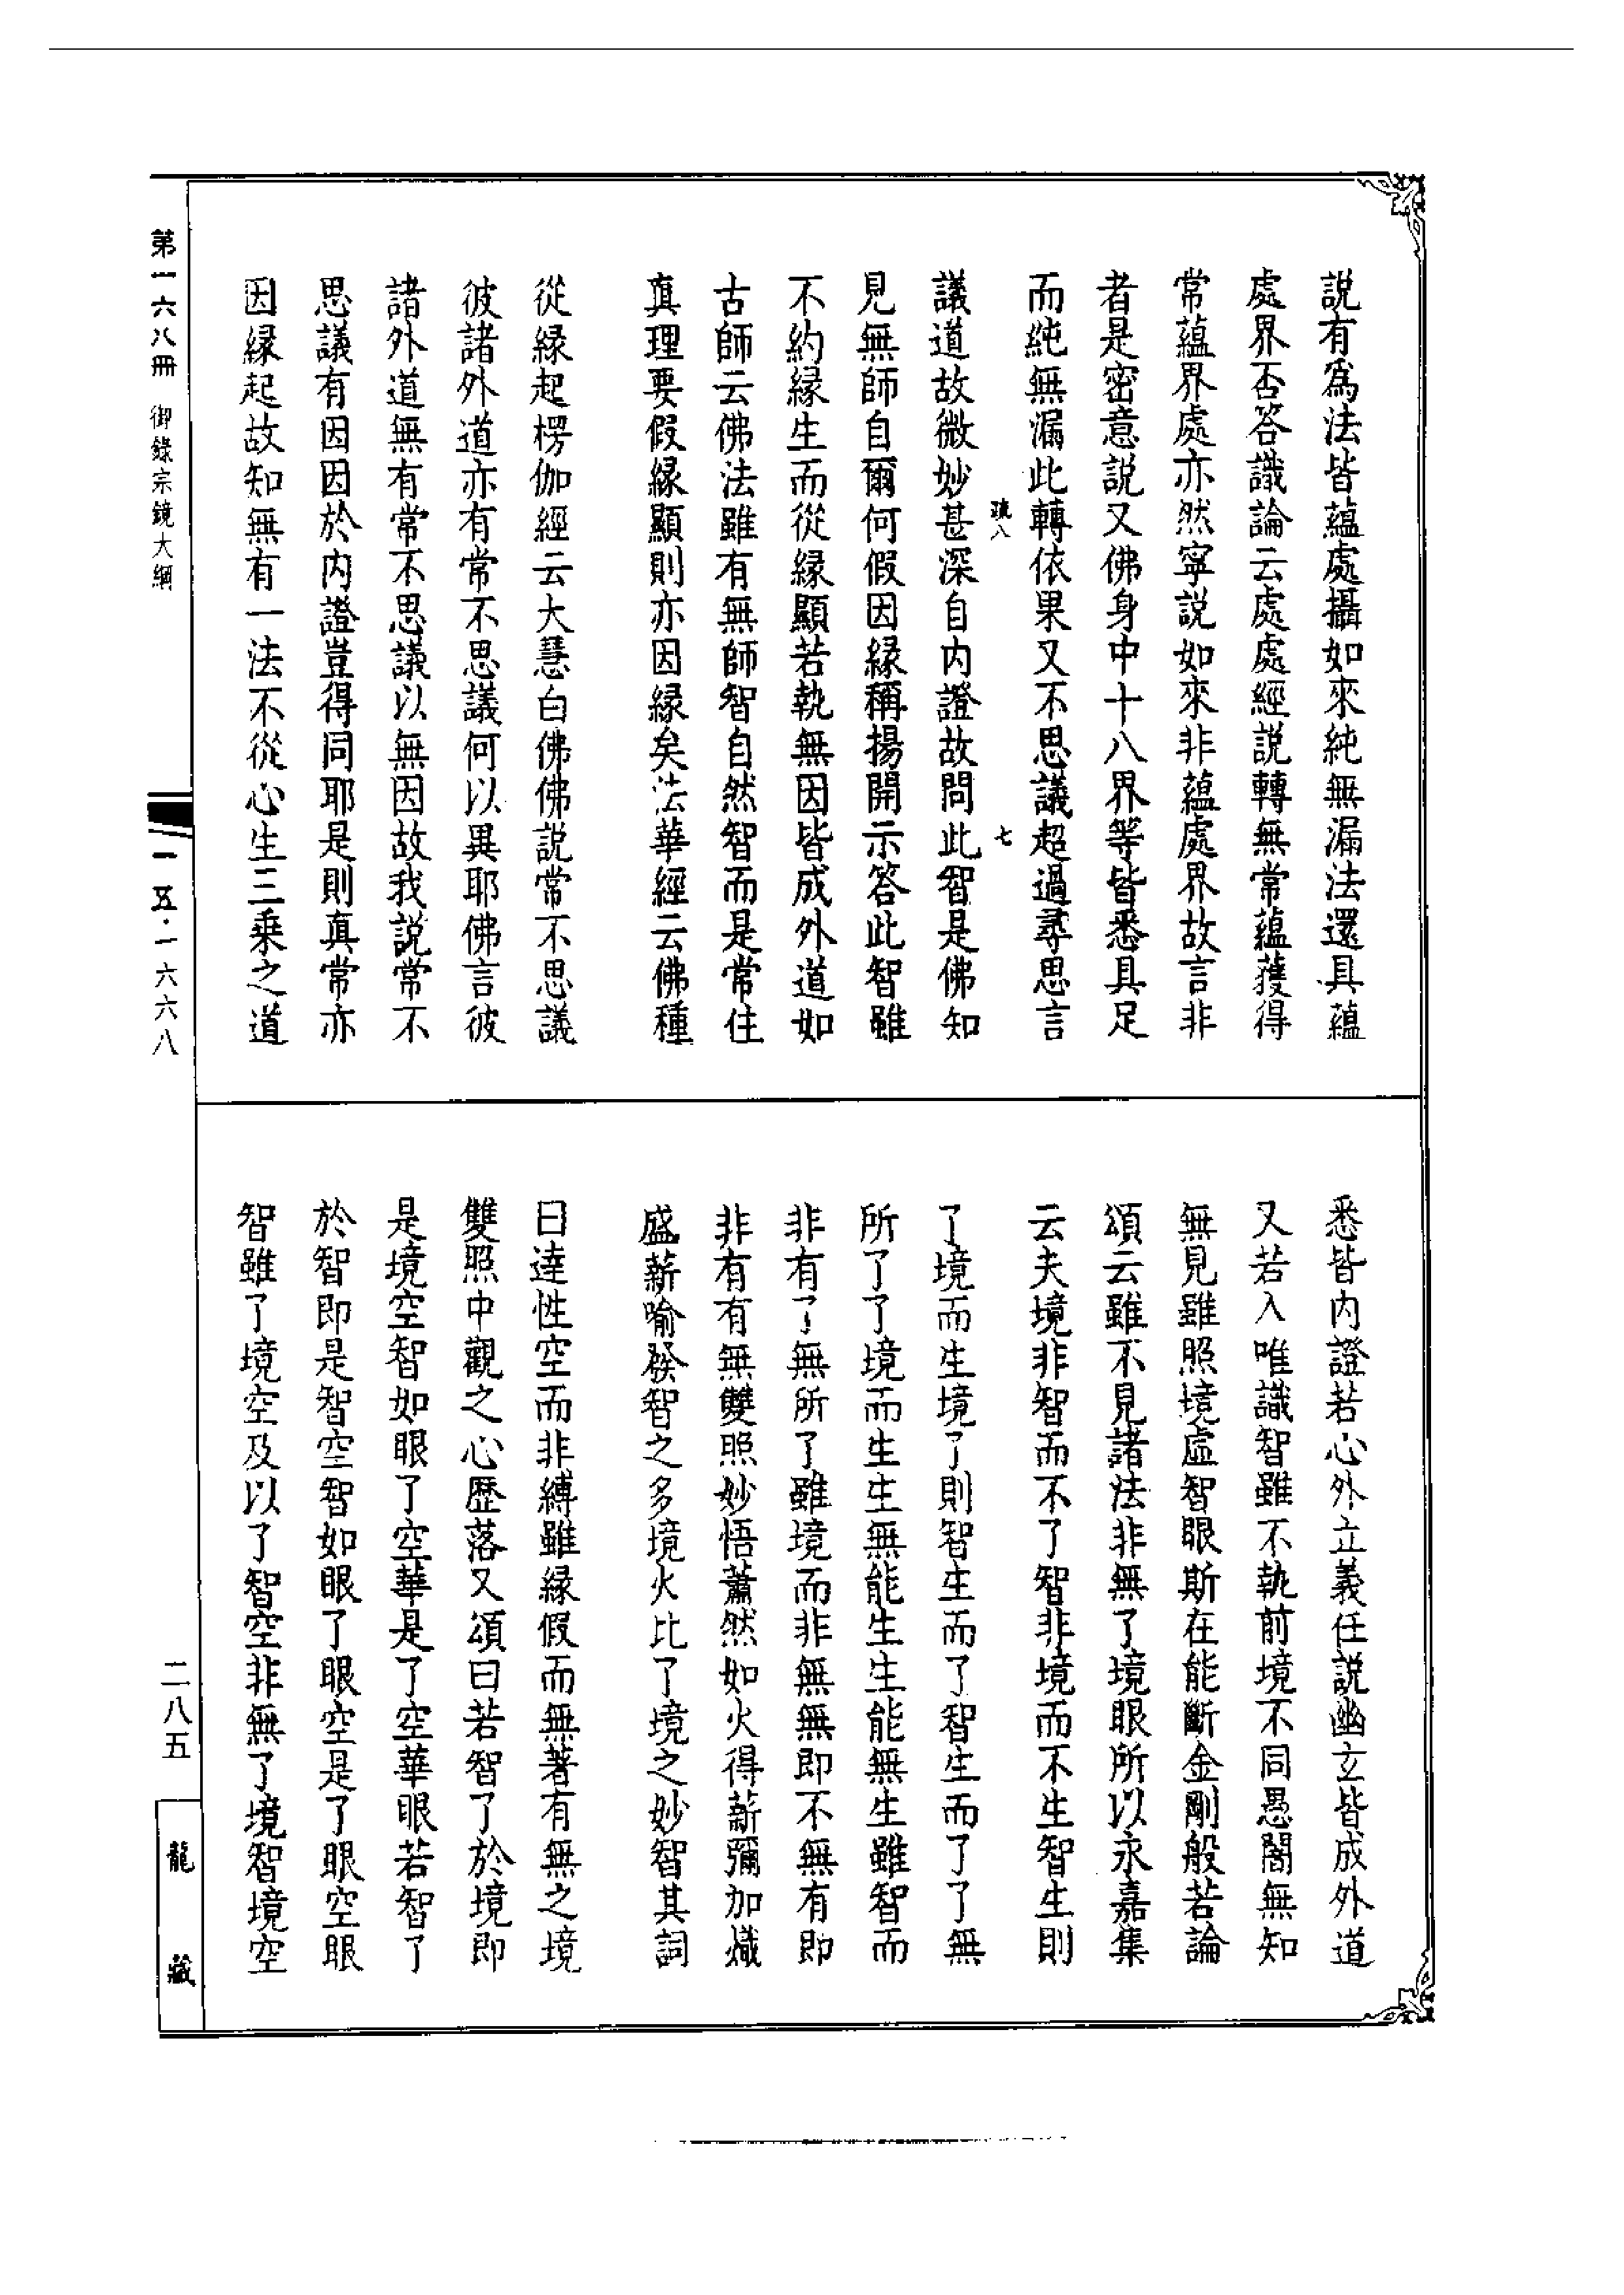 説有爲法皆蘊處攝如來純無漏法還具蘊
處界否答識論云處處經説轉無常蘊獲得
常蘊界處亦然寧説如來非蘊處界故言非
者是密意説又佛身中十八界等皆悉具足
而純無漏此轉依果又不思議超過尋思言
七
議道故微妙甚深自内證故問此智是佛知
見無師自爾何假因縁稱揚開示答此智雖
不約縁生而從縁顯若執無因皆成外道如
古師云佛法雖有無師智自然智而是常住
真理要假縁顯則亦因縁矣法華經云佛種
從縁起楞伽經云大慧白佛佛説常不思議
彼諸外道亦有常不思議何以異耶佛言彼
諸外道無有常不思議以無因故我説常不
思議有因因於内證豈得同耶是則真常亦
因縁起故知無有一法不從心生三乗之道
悉皆内證若心外立義任説幽玄皆成外道
又若入唯識智雖不執前境不同愚闇無知
無見雖照境虛智眼斯在能斷金剛般若論
頌云雖不見諸法非無了境眼所以永嘉集
云夫境非智而不了智非境而不生智生則
了境而生境了則智生而了智生而了了無
所了了境而生生無能生生能無生雖智而
非有了無所了雖境而非無無即不無有即
非有有無雙照妙悟蕭然如火得薪彌加熾
盛薪喻發智之多境火比了境之妙智其詞
曰達性空而非縛雖縁假而無著有無之境
雙照中觀之心歴落又頌曰若智了於境即
是境空智如眼了空華是了空華眼若智了
於智即是智空智如眼了眼空是了眼空眼
智雖了境空及以了智空非無了境智境空
第一六八冊 御錄宗鏡大綱
一五·一六六八
二八五
龍藏